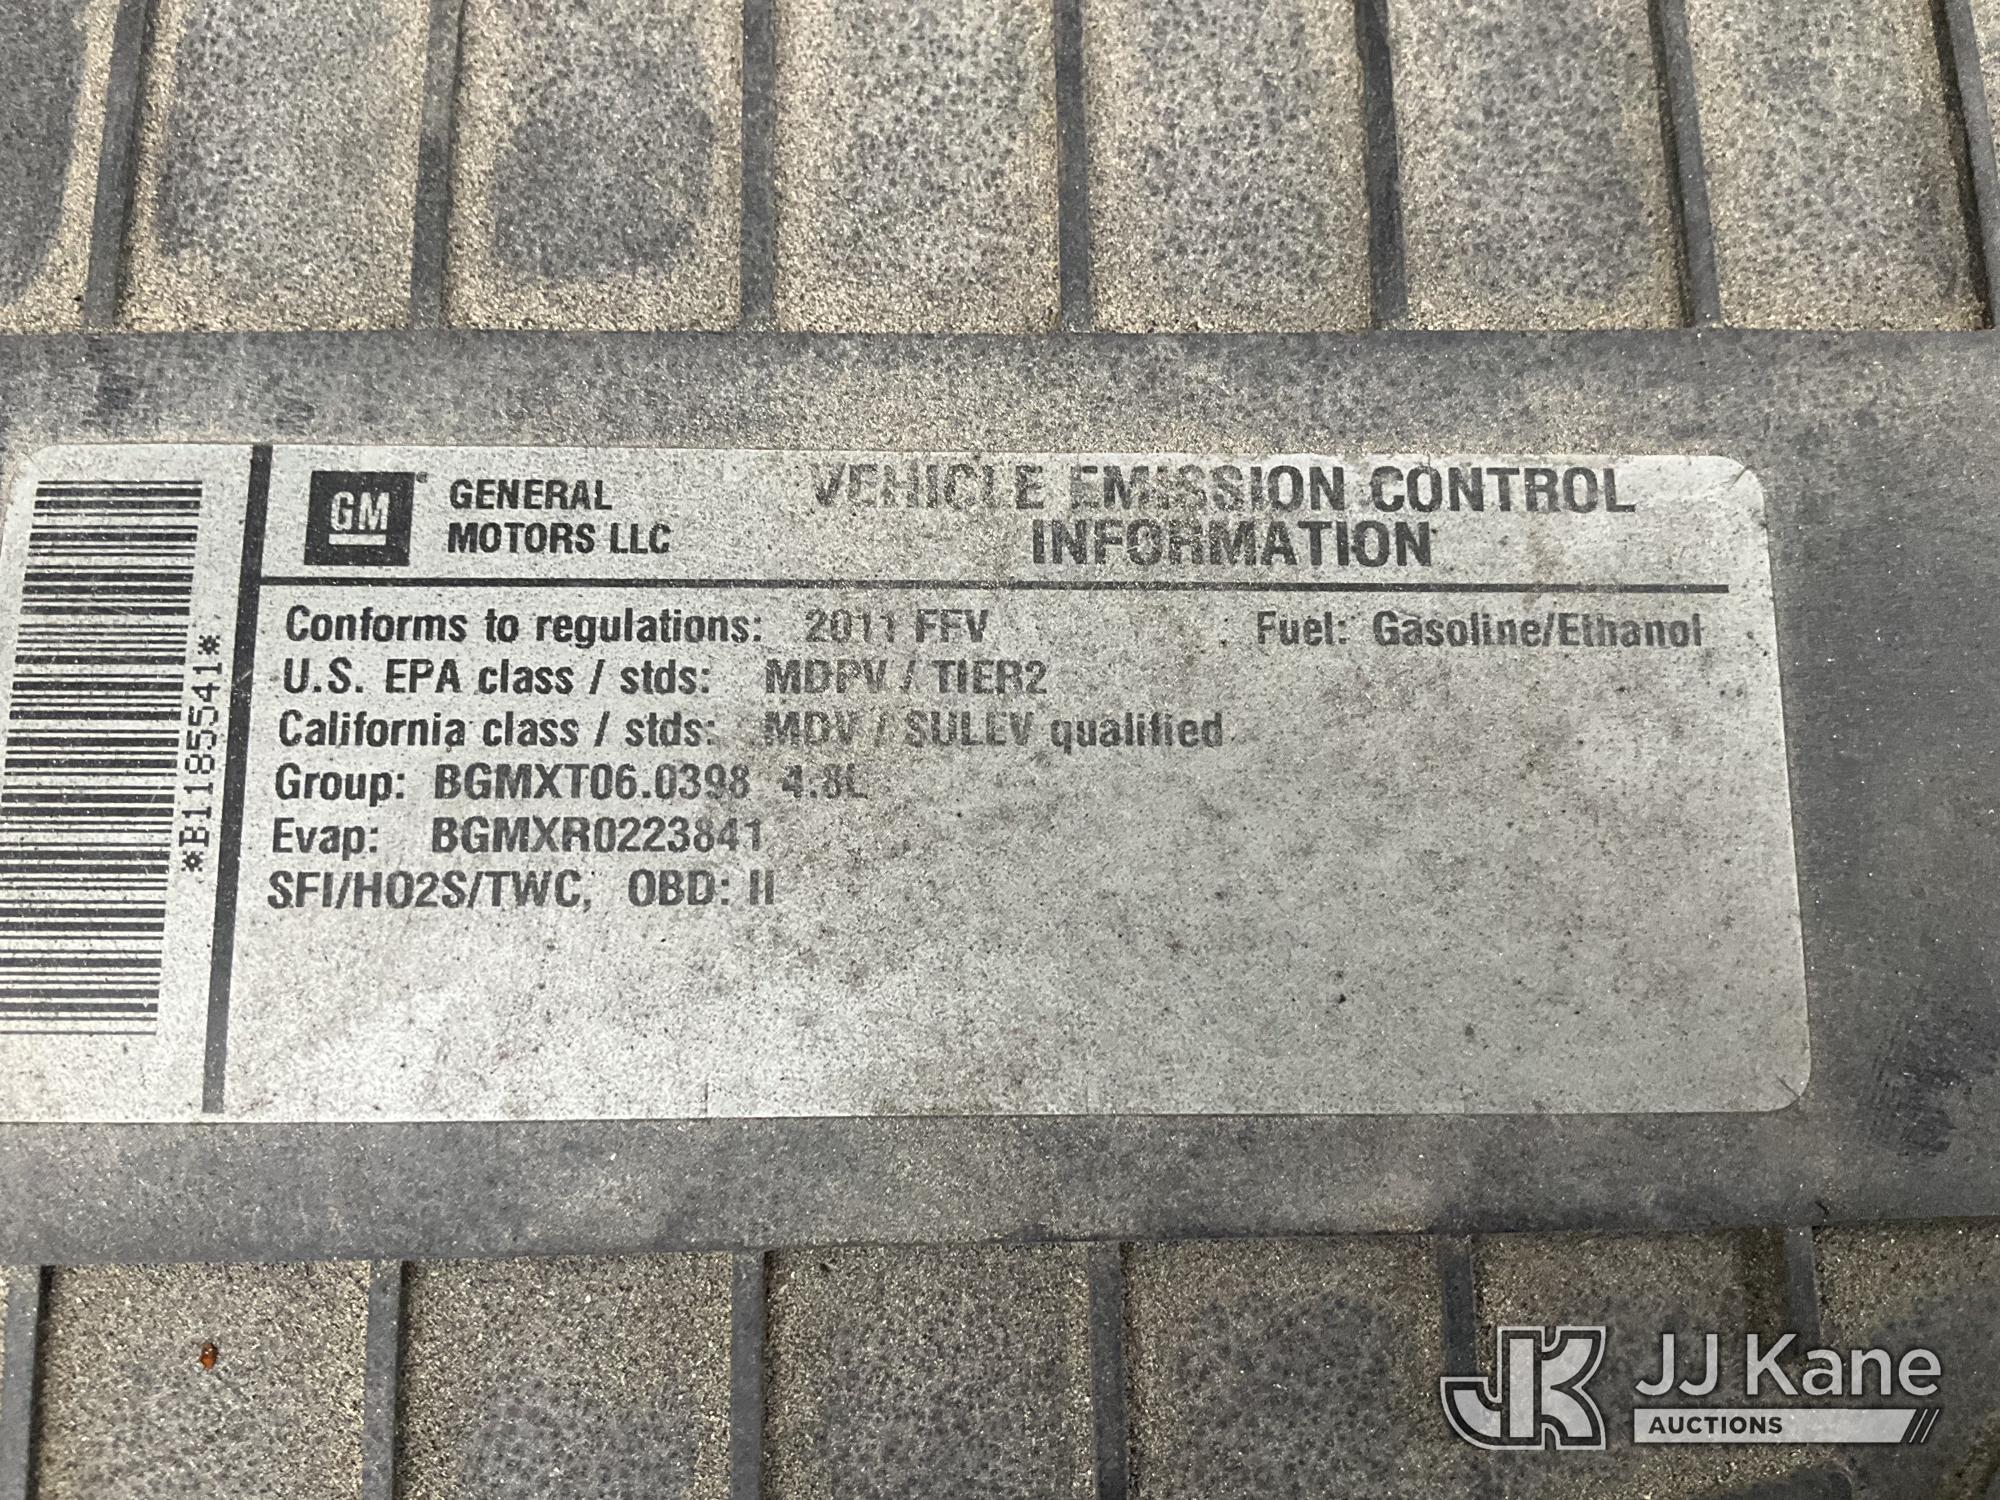 GM
GENERAL
MOTORS LLC
VEHICLE EMISSION CONTROL
INFORMATION
Conforms to regulations: 2011 FFV Fuel: Gasoline/Ethanol
U.S. EPA class / stds: MDPV / TIER2
California class / stds: MDV / SULEV qualified
Group: BGMXT06.0398 4.8L
Evap: BGMXR0223841
SFI/HO2S/TWC, OBD: II
*B1185541*
JK JJ Kane
AUCTIONS